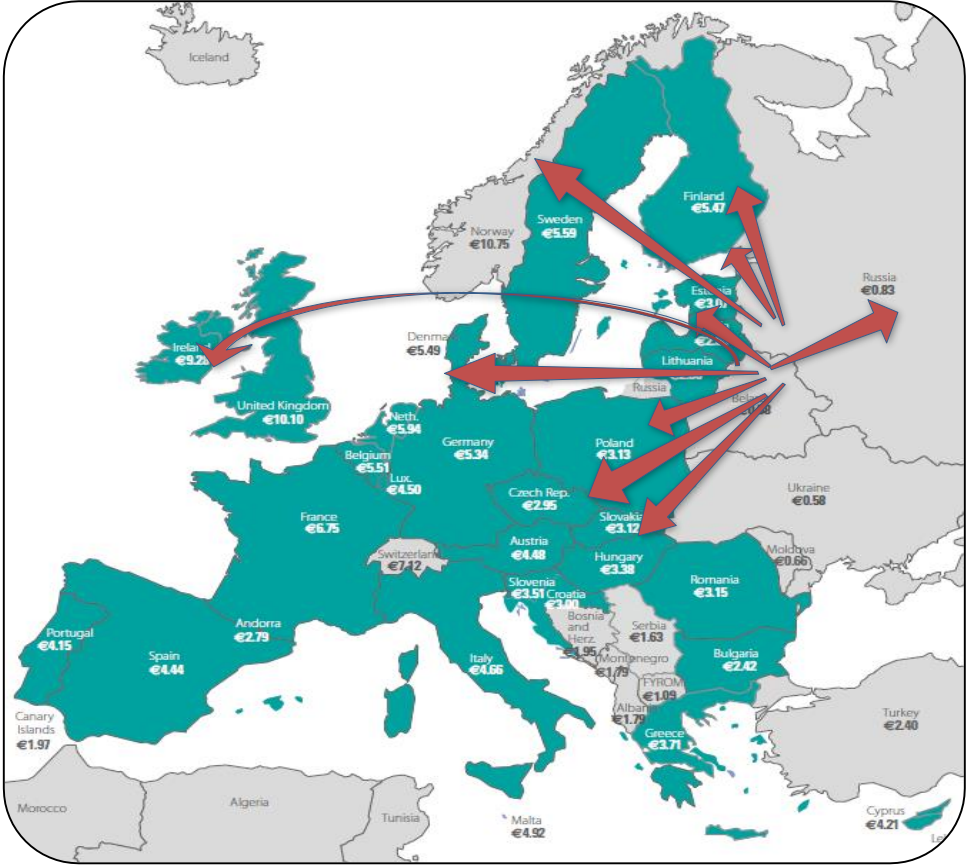 Iceland
Finland
€5.47
Sweden
€5.59
Norway
€10.75
Russia
€0.83
Lithuania
Russia
€5.49
United Kingdom
€10.10
Neth.
€5.94
Belgium
€5.51
Lux.
€4.50
Germany
€5.34
Poland
€3.13
Czech Rep.
€2.95
Ukraine
€0.58
France
€6.75
Slovakia
€3.12
Austria
€4.48
Switzerland
€7.12
Hungary
€3.38
Moldova
€0.66
Slovenia
€3.51
Croatia
€3.00
Romania
€3.15
Bosnia
and
Herz.
€1.95
Serbia
€1.63
Andorra
€2.79
Portugal
€4.15
Spain
€4.44
Italy
€4.66
Montenegro
€1.79
Bulgaria
€2.42
FYROM
€1.09
€1.79
Greece
€3.71
Turkey
€2.40
Canary
Islands
€1.97
Morocco
Algeria
Tunisia
Malta
€4.92
Cyprus
€4.21